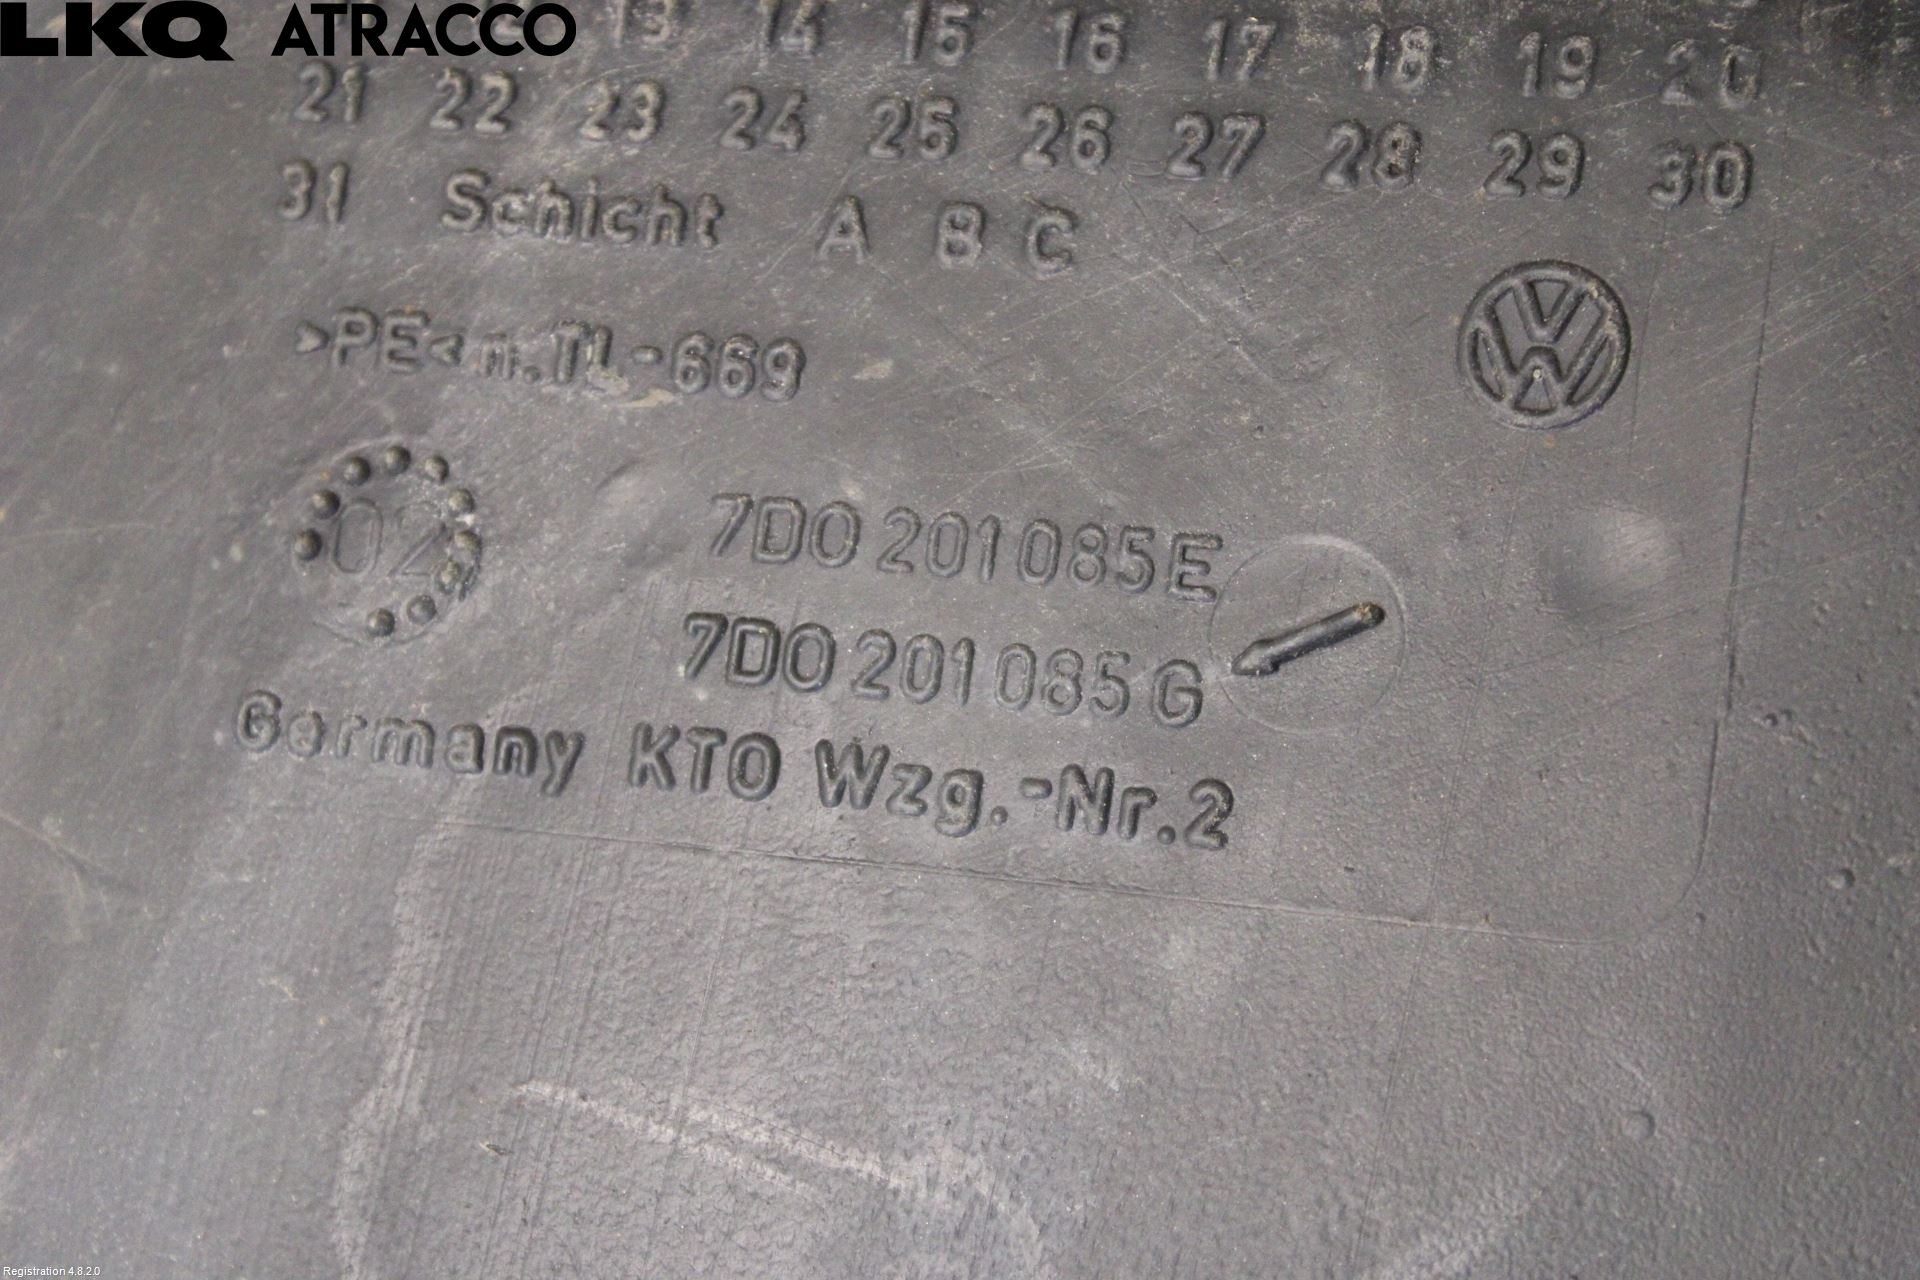 LKQ ATRACCO
13 14 15 16 17 18 19 20
21 22 23 24 25 26 27 28 29 30
31 Schicht A B C
>PE< n.TL-669
VW
02
7D0 201 085 E
7D0 201 085 G
Germany KTO Wzg.-Nr.2
Registration 4.8.2.0